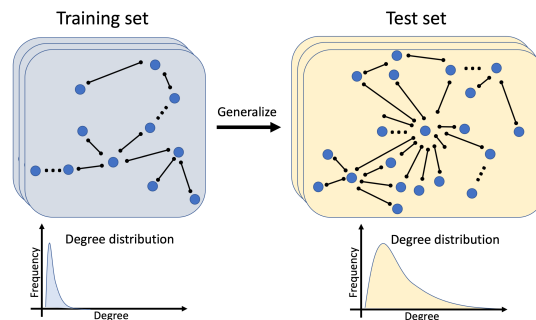 Training set
Test set
Generalize
Degree distribution
Frequency
Degree
Degree distribution
Frequency
Degree